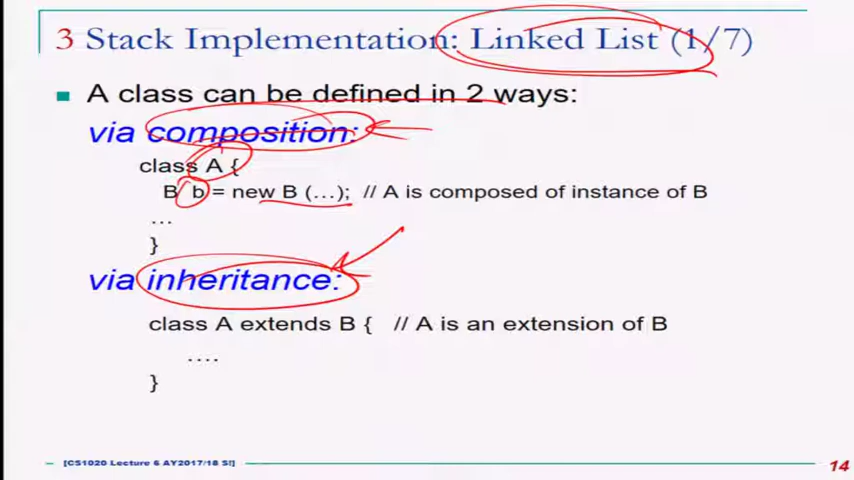 3 Stack Implementation: Linked List (1/7)
A class can be defined in 2 ways:
via composition:
class A {
B b = new B (...); // A is composed of instance of B
...
}
via inheritance:
class A extends B { // A is an extension of B
....
}
[CS1020 Lecture 6 AY2017/18 S!]
14